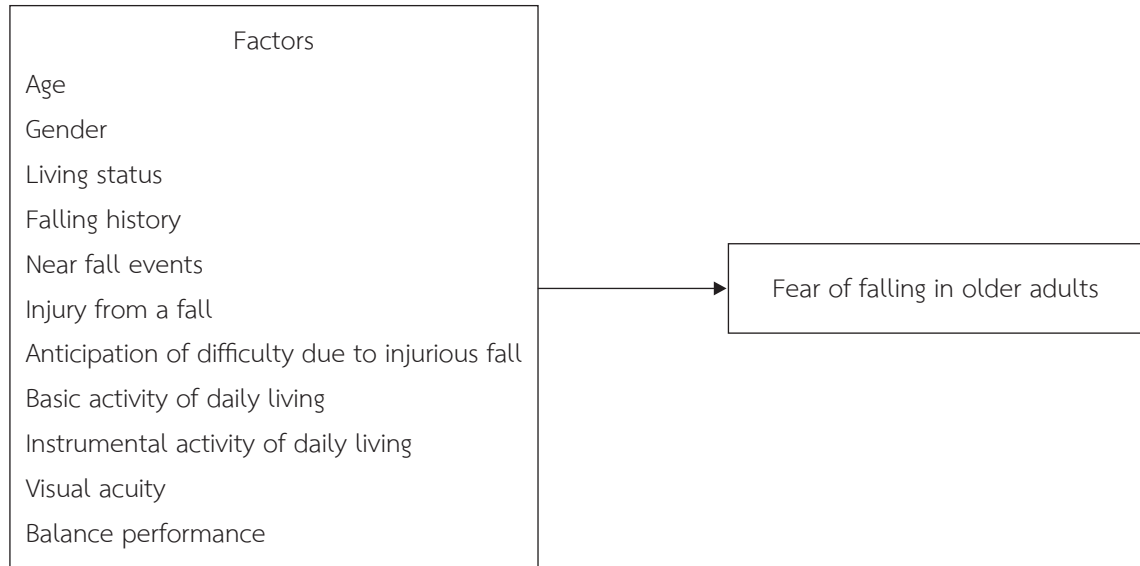 Factors
Age
Gender
Living status
Falling history
Near fall events
Injury from a fall
Anticipation of difficulty due to injurious fall
Basic activity of daily living
Instrumental activity of daily living
Visual acuity
Balance performance
Fear of falling in older adults